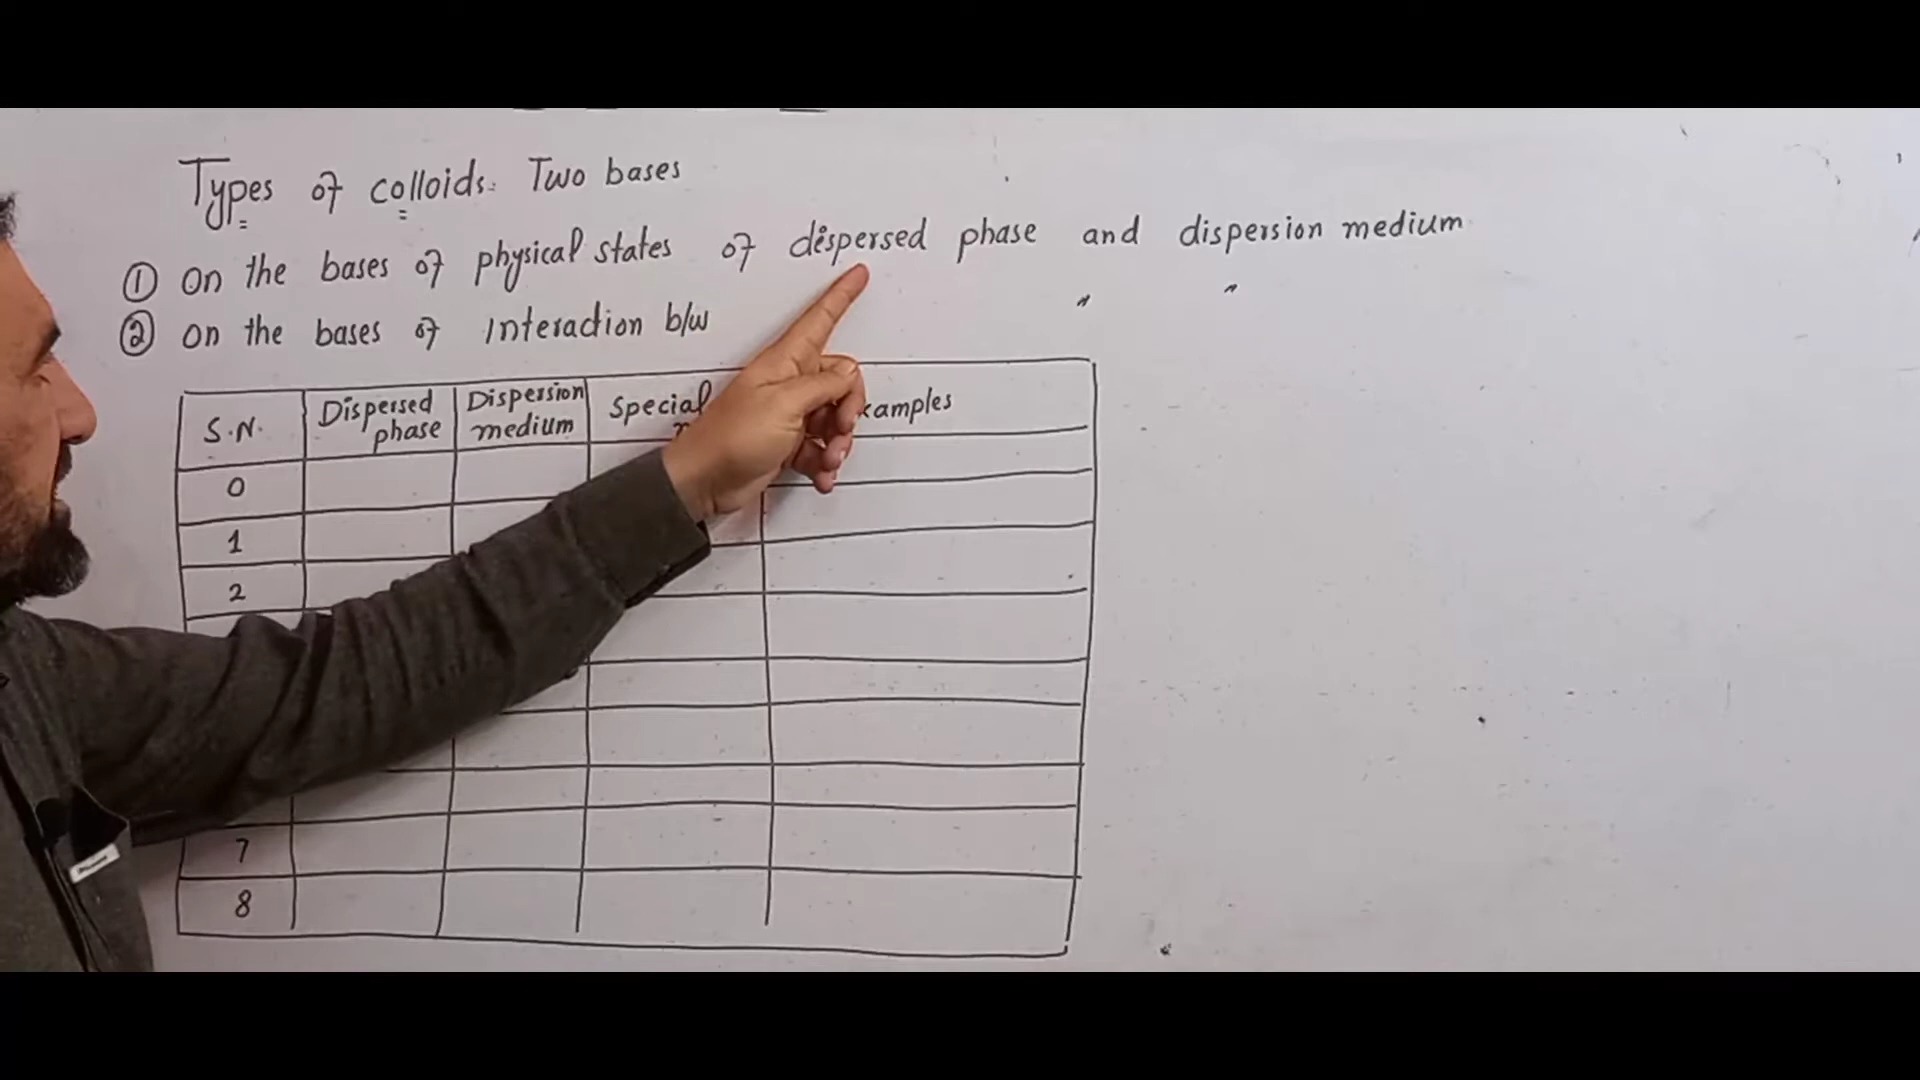 Types of colloids: Two bases
① On the bases of physical states of dispersed phase and dispersion medium
② On the bases of Interaction b/w " "
S.N. Dispersed phase Dispersion medium Special xamples
0
1
2
7
8